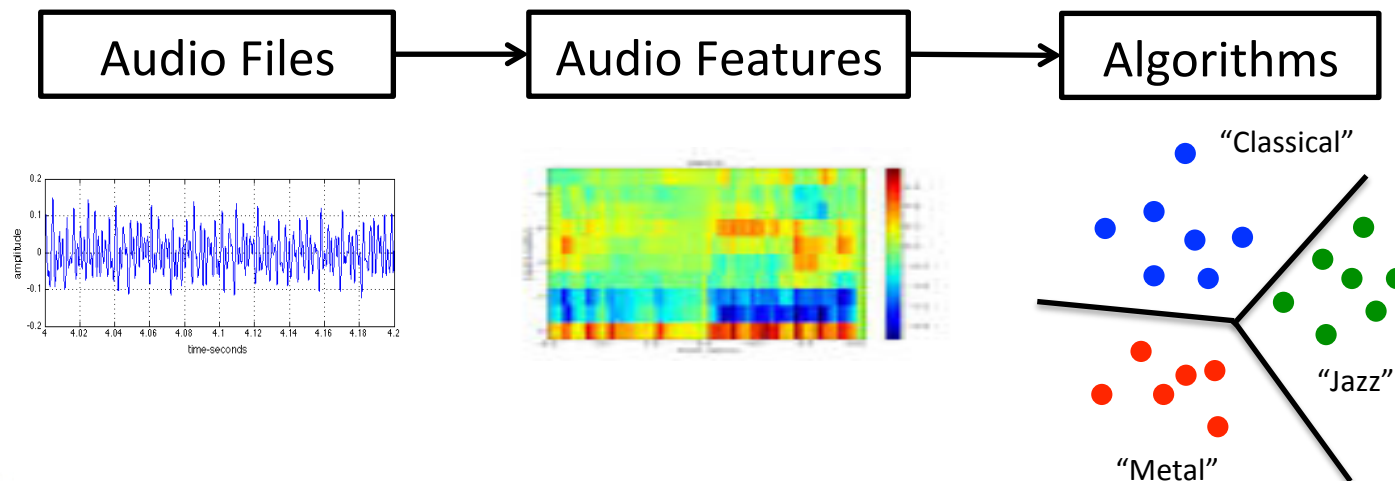 Audio Files
Audio Features
Algorithms
0.2
0.1
0
-0.1
-0.2
amplitude
4 4.02 4.04 4.06 4.08 4.1 4.12 4.14 4.16 4.18 4.2
time-seconds
“Classical”
“Jazz”
“Metal”